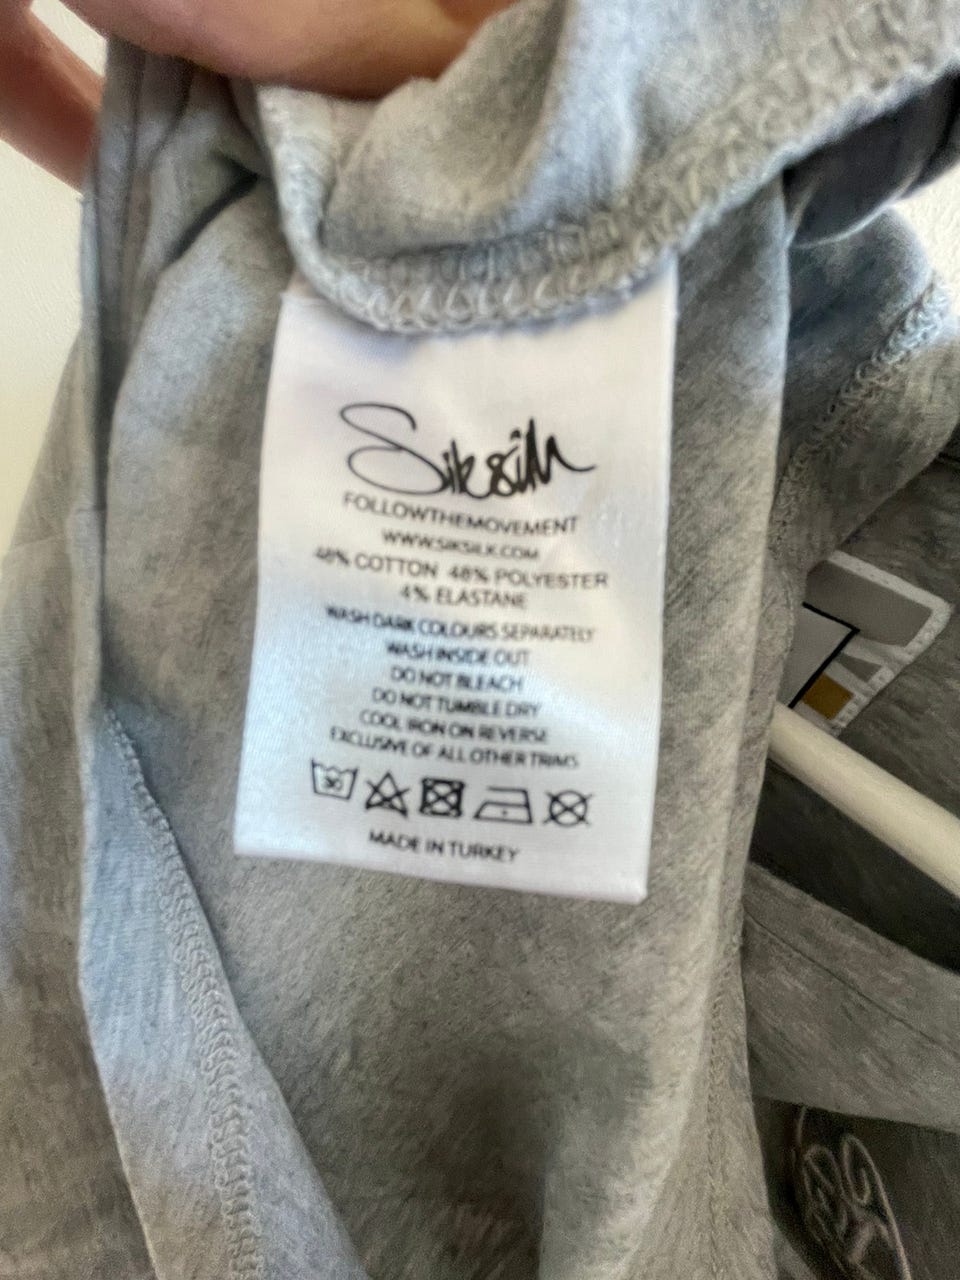 SikSilk
FOLLOWTHEMOVEMENT
WWW.SIKSILK.COM
48% COTTON 48% POLYESTER
4% ELASTANE
WASH DARK COLOURS SEPARATELY
WASH INSIDE OUT
DO NOT BLEACH
DO NOT TUMBLE DRY
COOL IRON ON REVERSE
EXCLUSIVE OF ALL OTHER TRIMS
30
MADE IN TURKEY